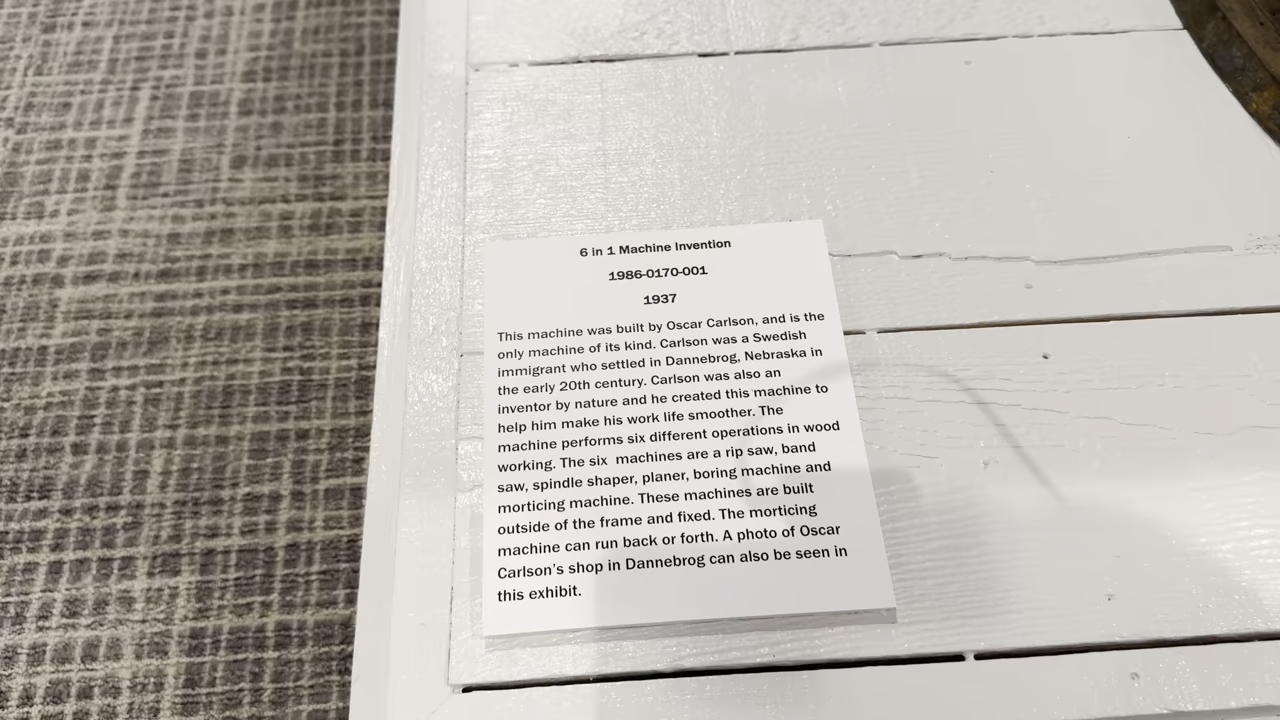 6 in 1 Machine Invention
1986-0170-001
1937
This machine was built by Oscar Carlson, and is the
only machine of its kind. Carlson was a Swedish
immigrant who settled in Dannebrog, Nebraska in
the early 20th century. Carlson was also an
inventor by nature and he created this machine to
help him make his work life smoother. The
machine performs six different operations in wood
working. The six  machines are a rip saw, band
saw, spindle shaper, planer, boring machine and
morticing machine. These machines are built
outside of the frame and fixed. The morticing
machine can run back or forth. A photo of Oscar
Carlson's shop in Dannebrog can also be seen in
this exhibit.